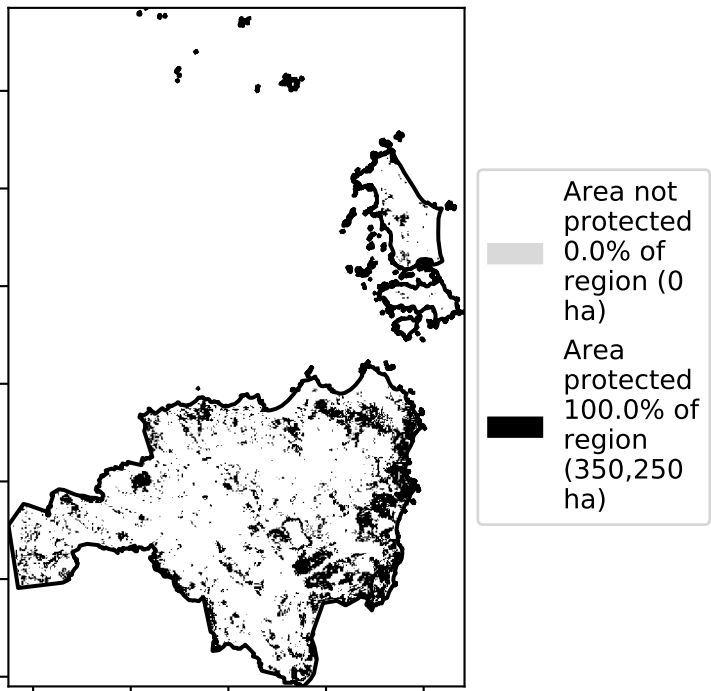 Area not
protected
0.0% of
region (0
ha)
Area
protected
100.0% of
region
(350,250
ha)